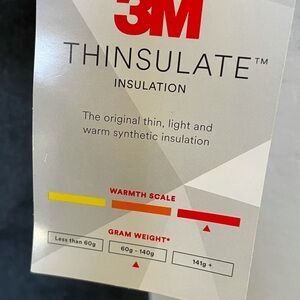 3M
THINSULATE™
INSULATION
The original thin, light and
warm synthetic insulation
WARMTH SCALE
GRAM WEIGHT*
Less than 60g 60g - 140g 141g +